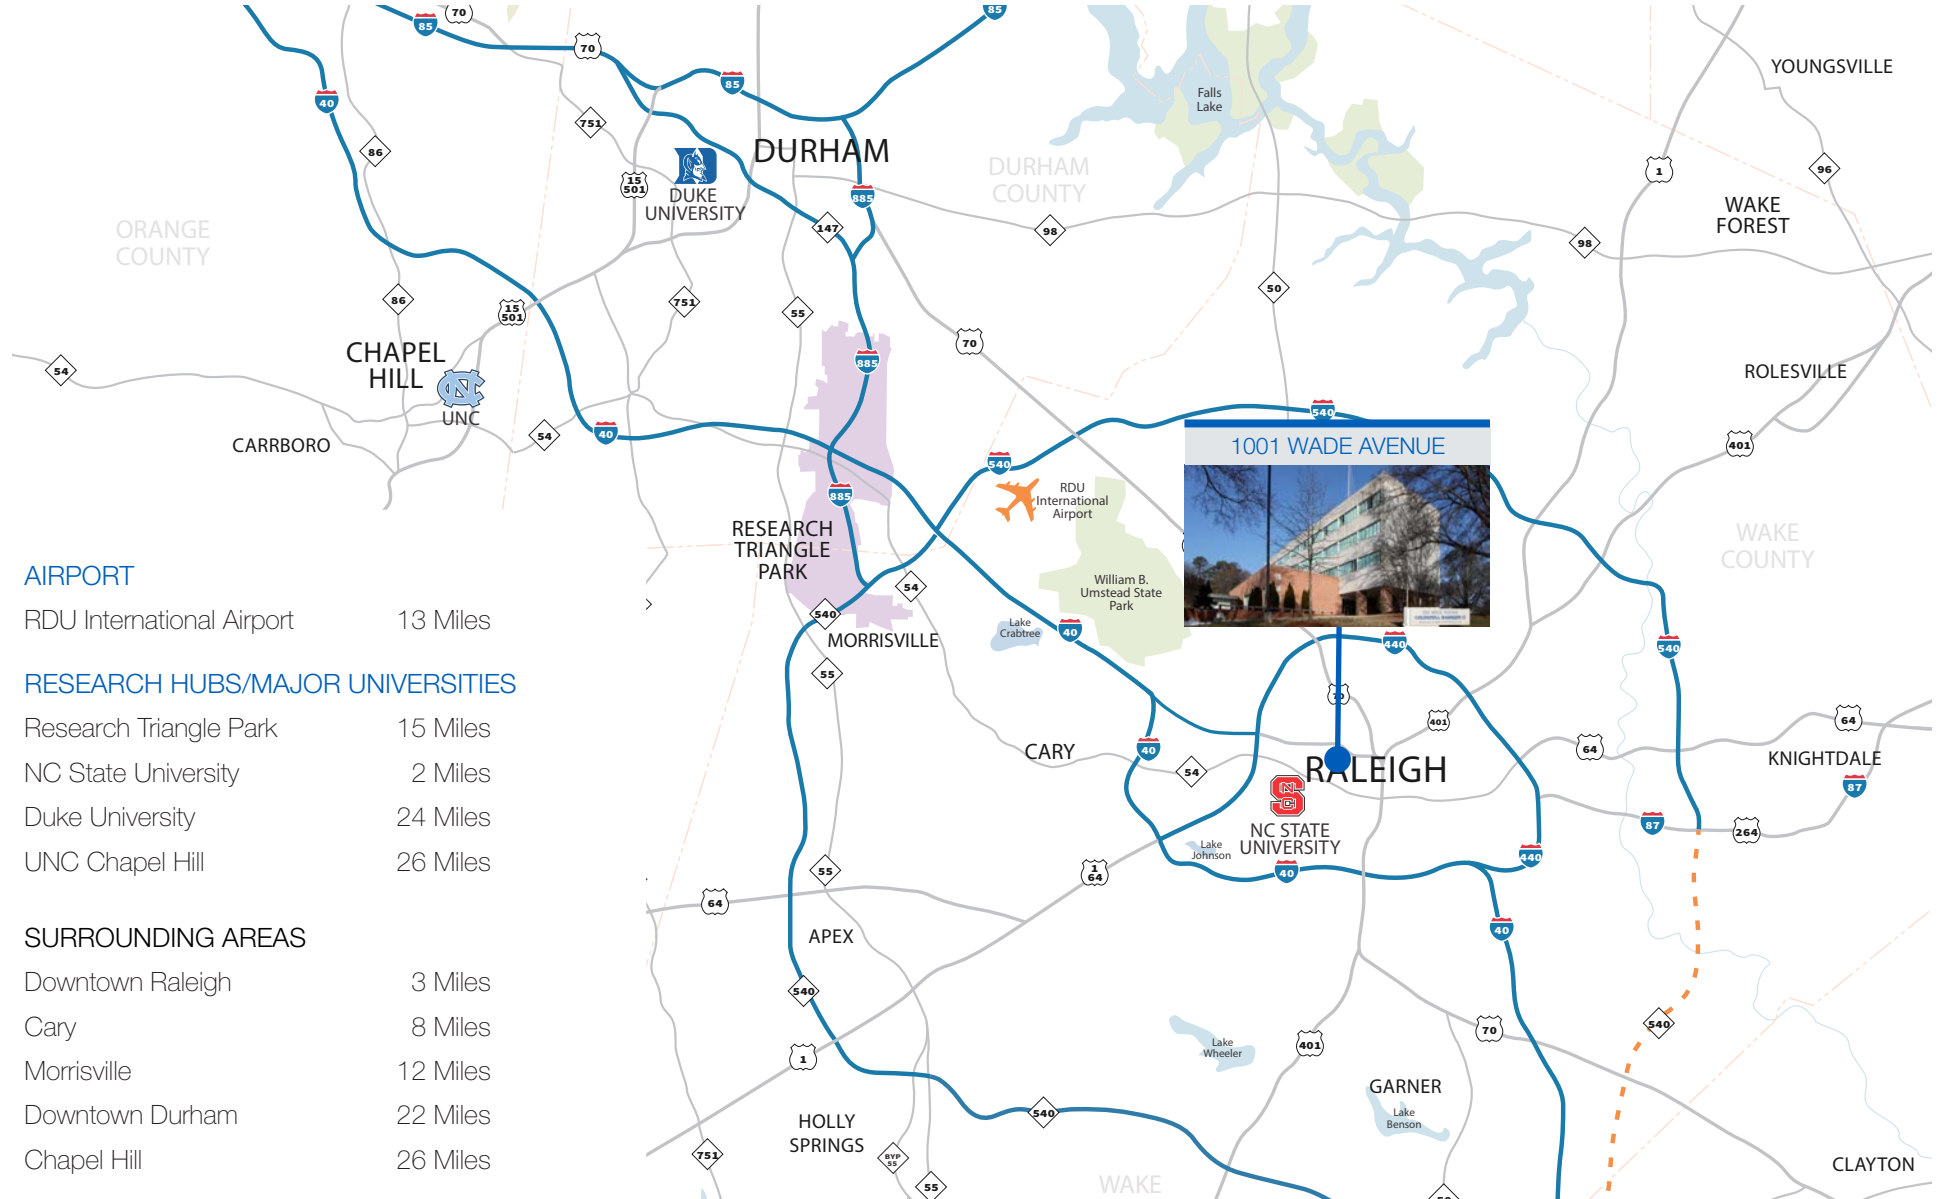 85
70
85
70
85
40
751
86
DURHAM
Falls
Lake
YOUNGSVILLE
1
96
DURHAM
COUNTY
15
501
DUKE
UNIVERSITY
885
WAKE
FOREST
147
98
98
ORANGE
COUNTY
86
15
501
751
55
50
70
CHAPEL
HILL
885
54
UNC
ROLESVILLE
CARRBORO
54
40
540
401
1001 WADE AVENUE
540
885
RDU
International
Airport
RESEARCH
TRIANGLE
PARK
WAKE
COUNTY
54
William B.
Umstead State
Park
540
MORRISVILLE
Lake
Crabtree
40
440
540
55
70
401
64
64
CARY
40
54
RALEIGH
KNIGHTDALE
87
NC STATE
UNIVERSITY
87
264
Lake
Johnson
440
55
1
64
40
64
APEX
40
540
540
70
1
401
Lake
Wheeler
GARNER
Lake
Benson
540
HOLLY
SPRINGS
751
BYP
55
55
WAKE
CLAYTON
AIRPORT
RDU International Airport 13 Miles
RESEARCH HUBS/MAJOR UNIVERSITIES
Research Triangle Park 15 Miles
NC State University 2 Miles
Duke University 24 Miles
UNC Chapel Hill 26 Miles
SURROUNDING AREAS
Downtown Raleigh 3 Miles
Cary 8 Miles
Morrisville 12 Miles
Downtown Durham 22 Miles
Chapel Hill 26 Miles